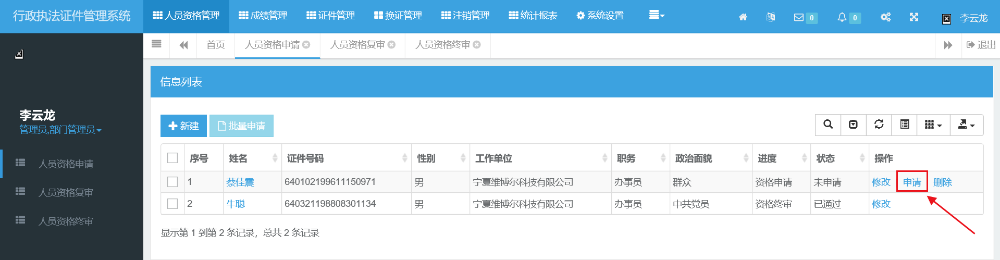 行政执法证件管理系统 人员资格管理 成绩管理 证件管理 换证管理 注销管理 统计报表 系统设置 0 0 李云龙
首页 人员资格申请 人员资格复审 人员资格终审 退出
李云龙
管理员,部门管理员
人员资格申请
人员资格复审
人员资格终审
信息列表
新建 批量申请
序号 姓名 证件号码 性别 工作单位 职务 政治面貌 进度 状态 操作
1 蔡佳震 640102199611150971 男 宁夏维博尔科技有限公司 办事员 群众 资格申请 未申请 修改 | 申请 删除
2 牛聪 640321198808301134 男 宁夏维博尔科技有限公司 办事员 中共党员 资格终审 已通过 修改
显示第 1 到第 2 条记录，总共 2 条记录